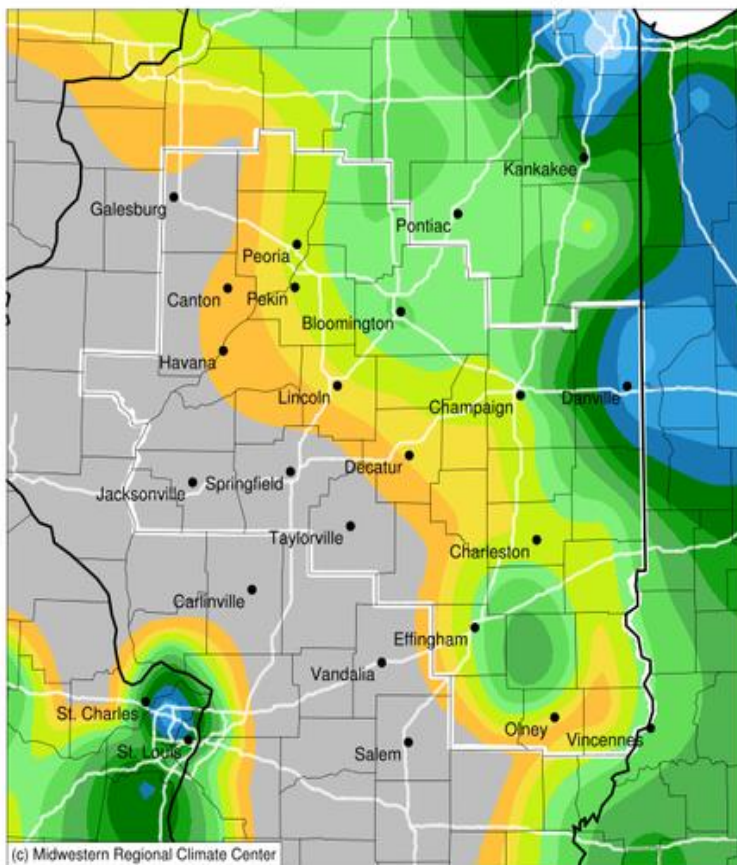 Kankakee
Galesburg
Pontiac
Peoria
Canton
Pekin
Bloomington
Havana
Lincoln
Champaign
Danville
Decatur
Jacksonville
Springfield
Taylorville
Charleston
Carlinville
Effingham
Vandalia
St. Charles
Olney
Vincennes
St. Louis
Salem
(c) Midwestern Regional Climate Center